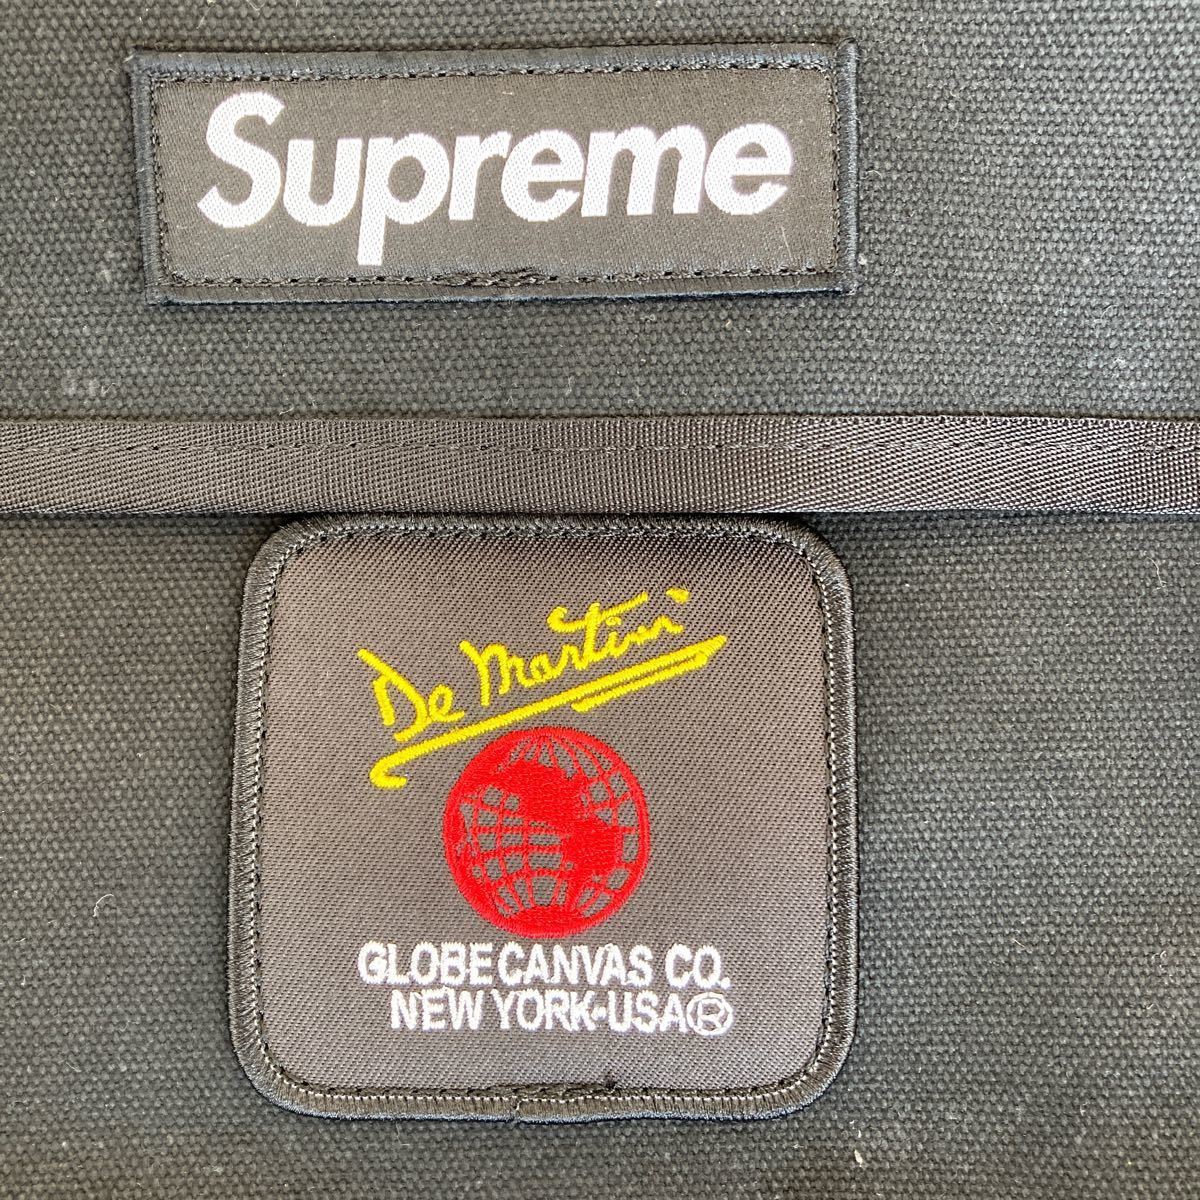 Supreme
De Martini
GLOBE CANVAS CO.
NEW YORK-USA®